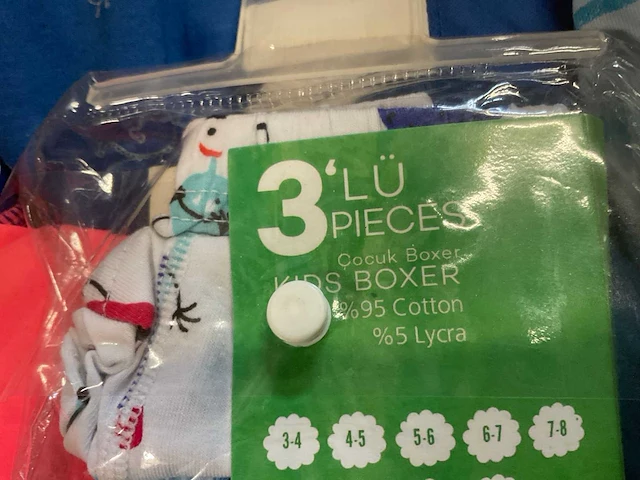 3'LÜ
PIECES
Çocuk Boxer
KIDS BOXER
%95 Cotton
%5 Lycra
3-4 4-5 5-6 6-7 7-8